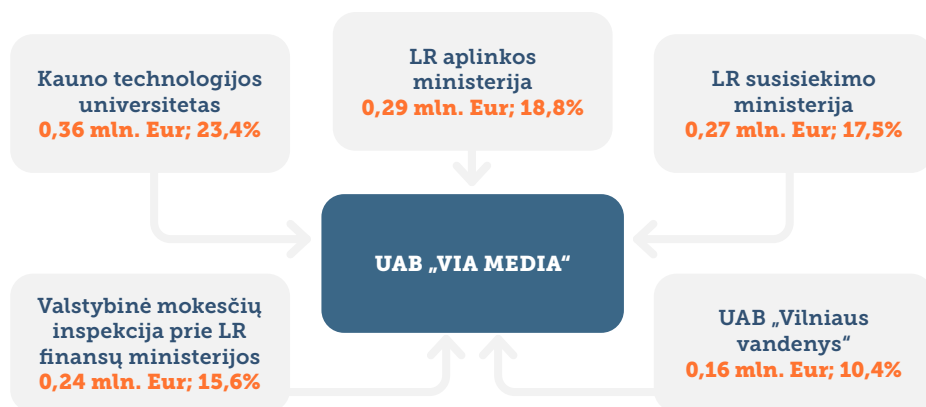 Kauno technologijos
universitetas
0,36 mln. Eur; 23,4%
LR aplinkos
ministerija
0,29 mln. Eur; 18,8%
LR susisiekimo
ministerija
0,27 mln. Eur; 17,5%
UAB „VIA MEDIA“
Valstybinė mokesčių
inspekcija prie LR
finansų ministerijos
0,24 mln. Eur; 15,6%
UAB „Vilniaus
vandenys“
0,16 mln. Eur; 10,4%